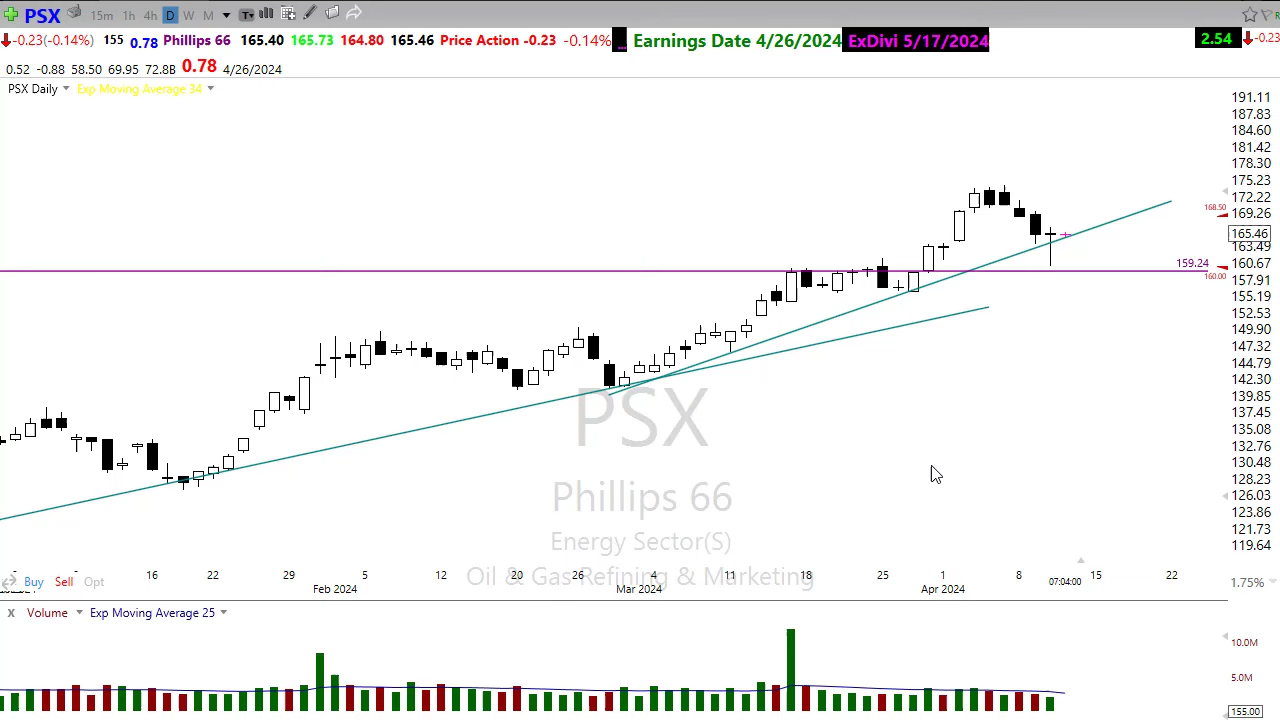 PSX 15m 1h 4h D W M T
-0.23(-0.14%) 155 0.78 Phillips 66 165.40 165.73 164.80 165.46 Price Action -0.23 -0.14% ... Earnings Date 4/26/2024 ExDivi 5/17/2024 2.54 -0.23
0.52 -0.88 58.50 69.95 72.8B 0.78 4/26/2024
PSX Daily Exp Moving Average 34
191.11
187.83
184.60
181.42
178.30
175.23
172.22
168.50
169.26
165.46
163.49
159.24 160.67
160.00
157.91
155.19
152.53
149.90
147.32
144.79
142.30
139.85
137.45
135.08
132.76
130.48
128.23
126.03
123.86
121.73
119.64
PSX
Phillips 66
Energy Sector(S)
Oil & Gas Refining & Marketing
16 22 29 5 12 20 26 4 11 18 25 1 8 15 22
Buy Sell Opt 07:04:00 1.75%
Feb 2024 Mar 2024 Apr 2024
X Volume Exp Moving Average 25
10.0M
5.0M
155.00